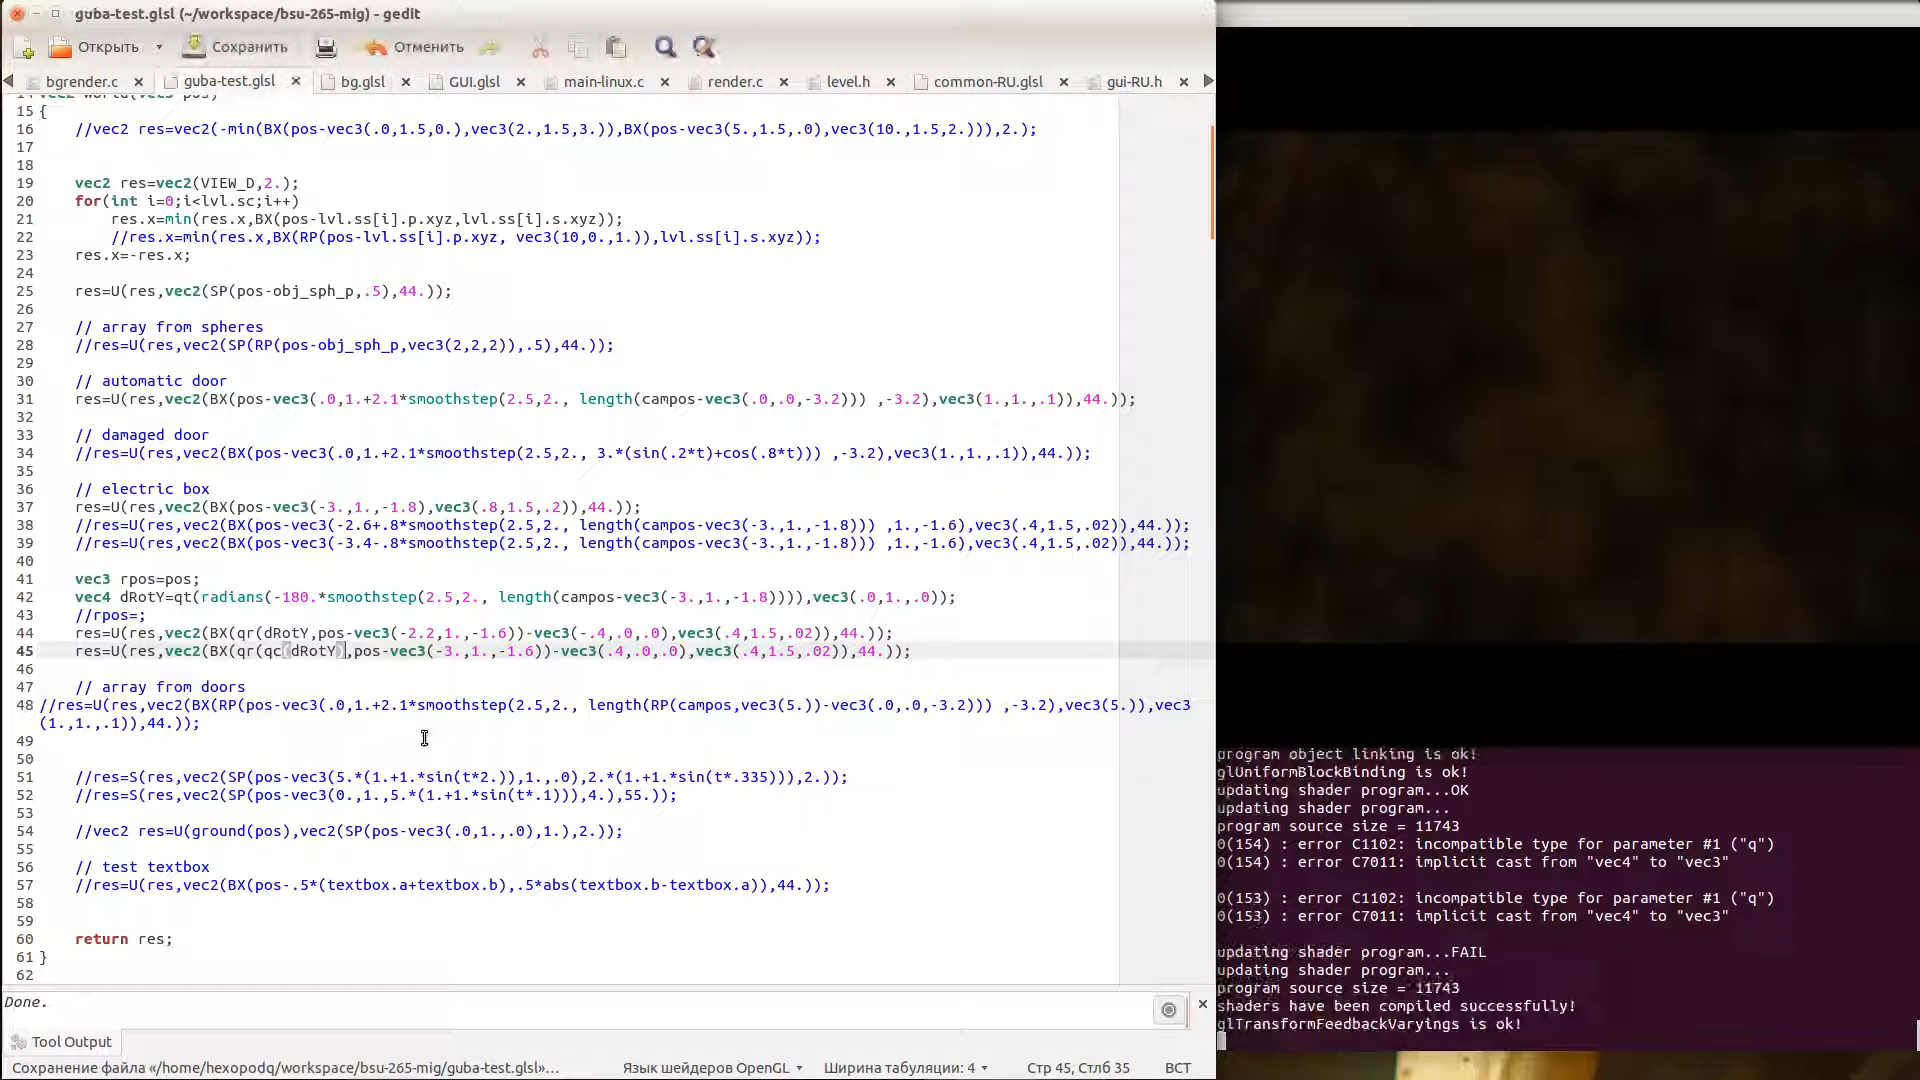 guba-test.glsl (~/workspace/bsu-265-mig) - gedit
Открыть Сохранить Отменить
bgrender.c guba-test.glsl bg.glsl GUI.glsl main-linux.c render.c level.h common-RU.glsl gui-RU.h
15 {
16 //vec2 res=vec2(-min(BX(pos-vec3(.0,1.5,0.),vec3(2.,1.5,3.)),BX(pos-vec3(5.,1.5,.0),vec3(10.,1.5,2.))),2.);
17
18
19 vec2 res=vec2(VIEW_D,2.);
20 for(int i=0;i<lvl.sc;i++)
21 res.x=min(res.x,BX(pos-lvl.ss[i].p.xyz,lvl.ss[i].s.xyz));
22 //res.x=min(res.x,BX(RP(pos-lvl.ss[i].p.xyz, vec3(10,0.,1.)),lvl.ss[i].s.xyz));
23 res.x=-res.x;
24
25 res=U(res,vec2(SP(pos-obj_sph_p,.5),44.));
26
27 // array from spheres
28 //res=U(res,vec2(SP(RP(pos-obj_sph_p,vec3(2,2,2)),.5),44.));
29
30 // automatic door
31 res=U(res,vec2(BX(pos-vec3(.0,1.+2.1*smoothstep(2.5,2., length(campos-vec3(.0,.0,-3.2))) ,-3.2),vec3(1.,1.,.1)),44.));
32
33 // damaged door
34 //res=U(res,vec2(BX(pos-vec3(.0,1.+2.1*smoothstep(2.5,2., 3.*(sin(.2*t)+cos(.8*t))) ,-3.2),vec3(1.,1.,.1)),44.));
35
36 // electric box
37 res=U(res,vec2(BX(pos-vec3(-3.,1.,-1.8),vec3(.8,1.5,.2)),44.));
38 //res=U(res,vec2(BX(pos-vec3(-2.6+.8*smoothstep(2.5,2., length(campos-vec3(-3.,1.,-1.8))) ,1.,-1.6),vec3(.4,1.5,.02)),44.));
39 //res=U(res,vec2(BX(pos-vec3(-3.4-.8*smoothstep(2.5,2., length(campos-vec3(-3.,1.,-1.8))) ,1.,-1.6),vec3(.4,1.5,.02)),44.));
40
41 vec3 rpos=pos;
42 vec4 dRotY=qt(radians(-180.*smoothstep(2.5,2., length(campos-vec3(-3.,1.,-1.8)))),vec3(.0,1.,.0));
43 //rpos=;
44 res=U(res,vec2(BX(qr(dRotY,pos-vec3(-2.2,1.,-1.6))-vec3(-.4,.0,.0),vec3(.4,1.5,.02)),44.));
45 res=U(res,vec2(BX(qr(qc(dRotY),pos-vec3(-3.,1.,-1.6))-vec3(.4,.0,.0),vec3(.4,1.5,.02)),44.));
46
47 // array from doors
48 //res=U(res,vec2(BX(RP(pos-vec3(.0,1.+2.1*smoothstep(2.5,2., length(RP(campos,vec3(5.))-vec3(.0,.0,-3.2))) ,-3.2),vec3(5.)),vec3
(1.,1.,.1)),44.));
49
50
51 //res=S(res,vec2(SP(pos-vec3(5.*(1.+1.*sin(t*2.)),1.,.0),2.*(1.+1.*sin(t*.335))),2.));
52 //res=S(res,vec2(SP(pos-vec3(0.,1.,5.*(1.+1.*sin(t*.1))),4.),55.));
53
54 //vec2 res=U(ground(pos),vec2(SP(pos-vec3(.0,1.,.0),1.),2.));
55
56 // test textbox
57 //res=U(res,vec2(BX(pos-.5*(textbox.a+textbox.b),.5*abs(textbox.b-textbox.a)),44.));
58
59
60 return res;
61 }
62
Done.
Tool Output
Сохранение файла «/home/hexopodq/workspace/bsu-265-mig/guba-test.glsl»… Язык шейдеров OpenGL Ширина табуляции: 4 Стр 45, Стлб 35 ВСТ
program object linking is ok!
glUniformBlockBinding is ok!
updating shader program...OK
updating shader program...
program source size = 11743
0(154) : error C1102: incompatible type for parameter #1 ("q")
0(154) : error C7011: implicit cast from "vec4" to "vec3"
0(153) : error C1102: incompatible type for parameter #1 ("q")
0(153) : error C7011: implicit cast from "vec4" to "vec3"
updating shader program...FAIL
updating shader program...
program source size = 11743
shaders have been compiled successfully!
glTransformFeedbackVaryings is ok!